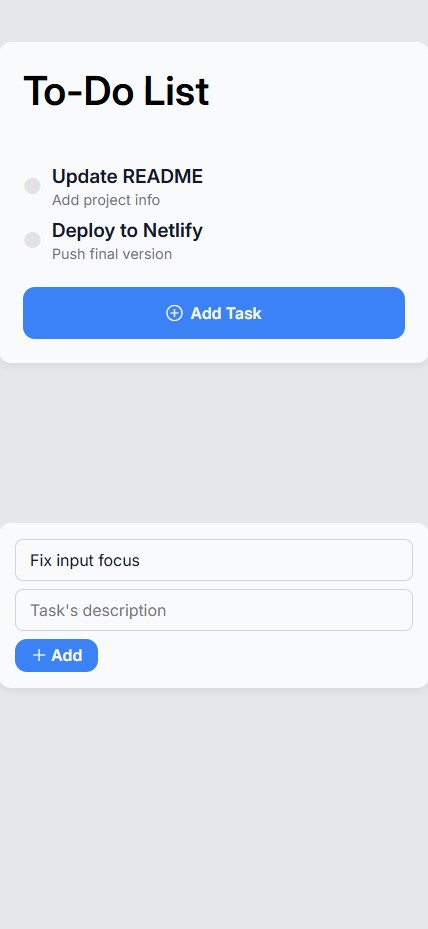 To-Do List
Update README
Add project info
Deploy to Netlify
Push final version
Add Task
Fix input focus
Task's description
Add